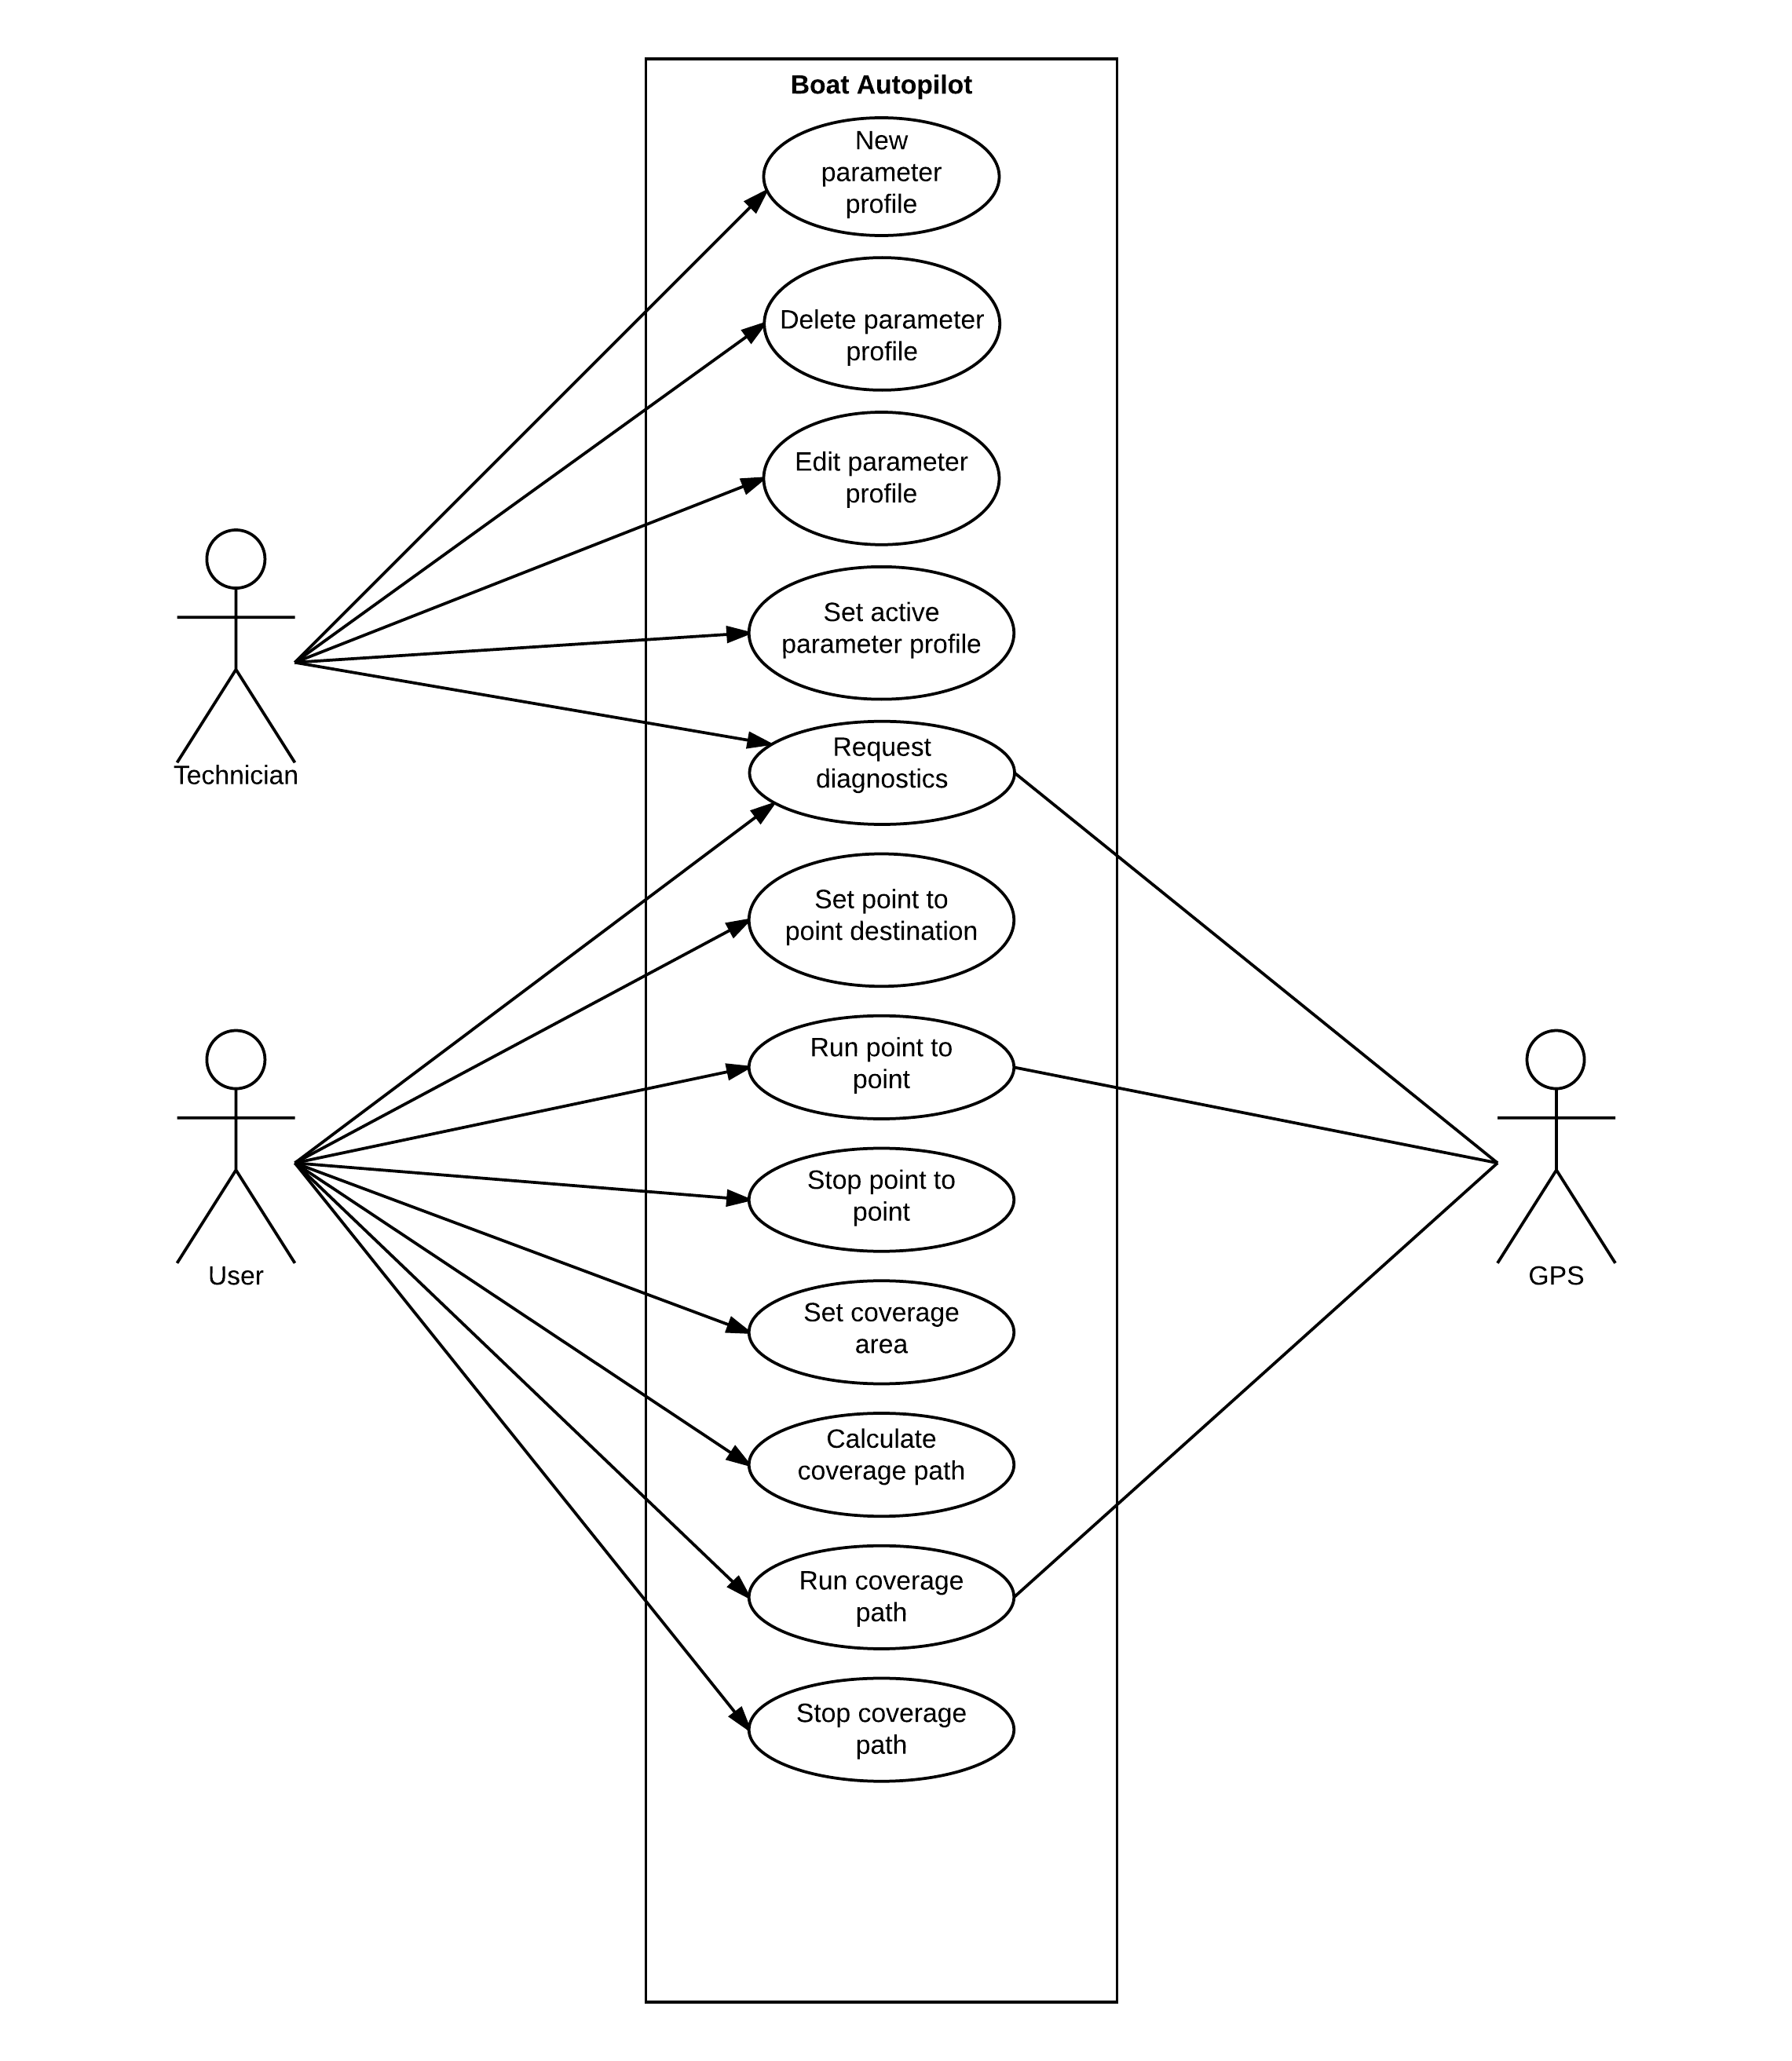 Boat Autopilot
New
parameter
profile
Delete parameter
profile
Edit parameter
profile
Set active
parameter profile
Request
diagnostics
Technician
Set point to
point destination
Run point to
point
Stop point to
point
User
GPS
Set coverage
area
Calculate
coverage path
Run coverage
path
Stop coverage
path